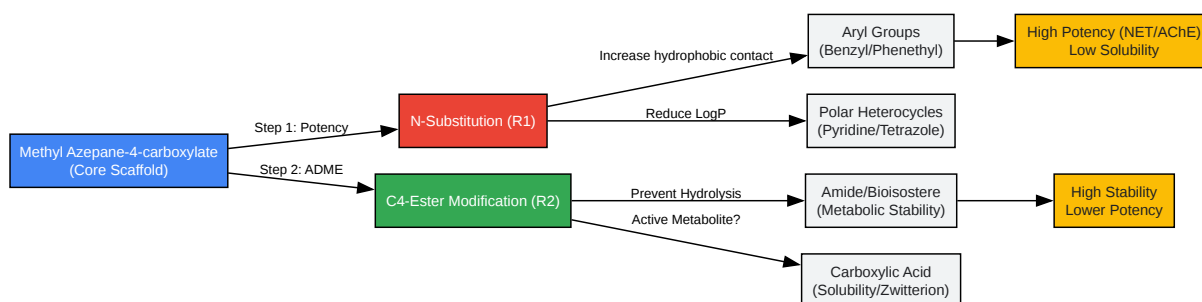 Methyl Azepane-4-carboxylate
(Core Scaffold)
Step 1: Potency
Step 2: ADME
N-Substitution (R1)
C4-Ester Modification (R2)
Increase hydrophobic contact
Reduce LogP
Prevent Hydrolysis
Active Metabolite?
Aryl Groups
(Benzyl/Phenethyl)
Polar Heterocycles
(Pyridine/Tetrazole)
Amide/Bioisostere
(Metabolic Stability)
Carboxylic Acid
(Solubility/Zwitterion)
High Potency (NET/AChE)
Low Solubility
High Stability
Lower Potency